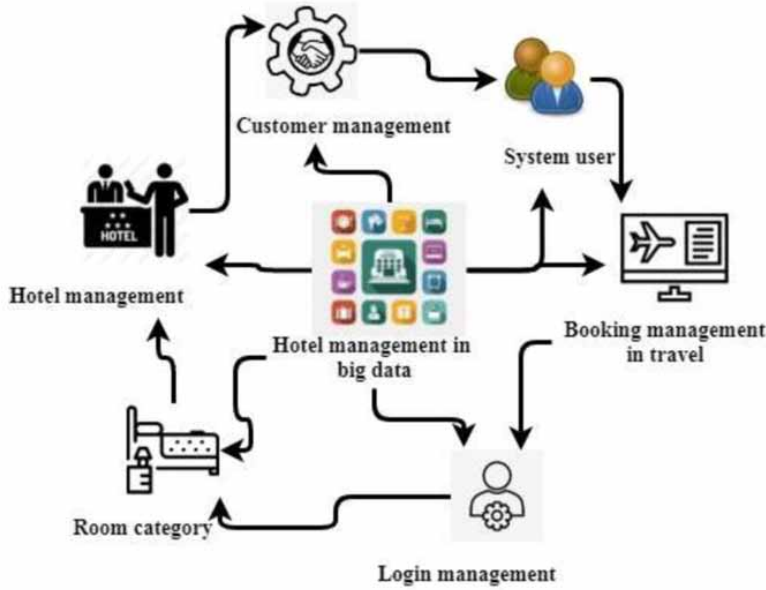 Customer management
System user
HOTEL
Hotel management
Hotel management in
big data
Booking management
in travel
Room category
Login management